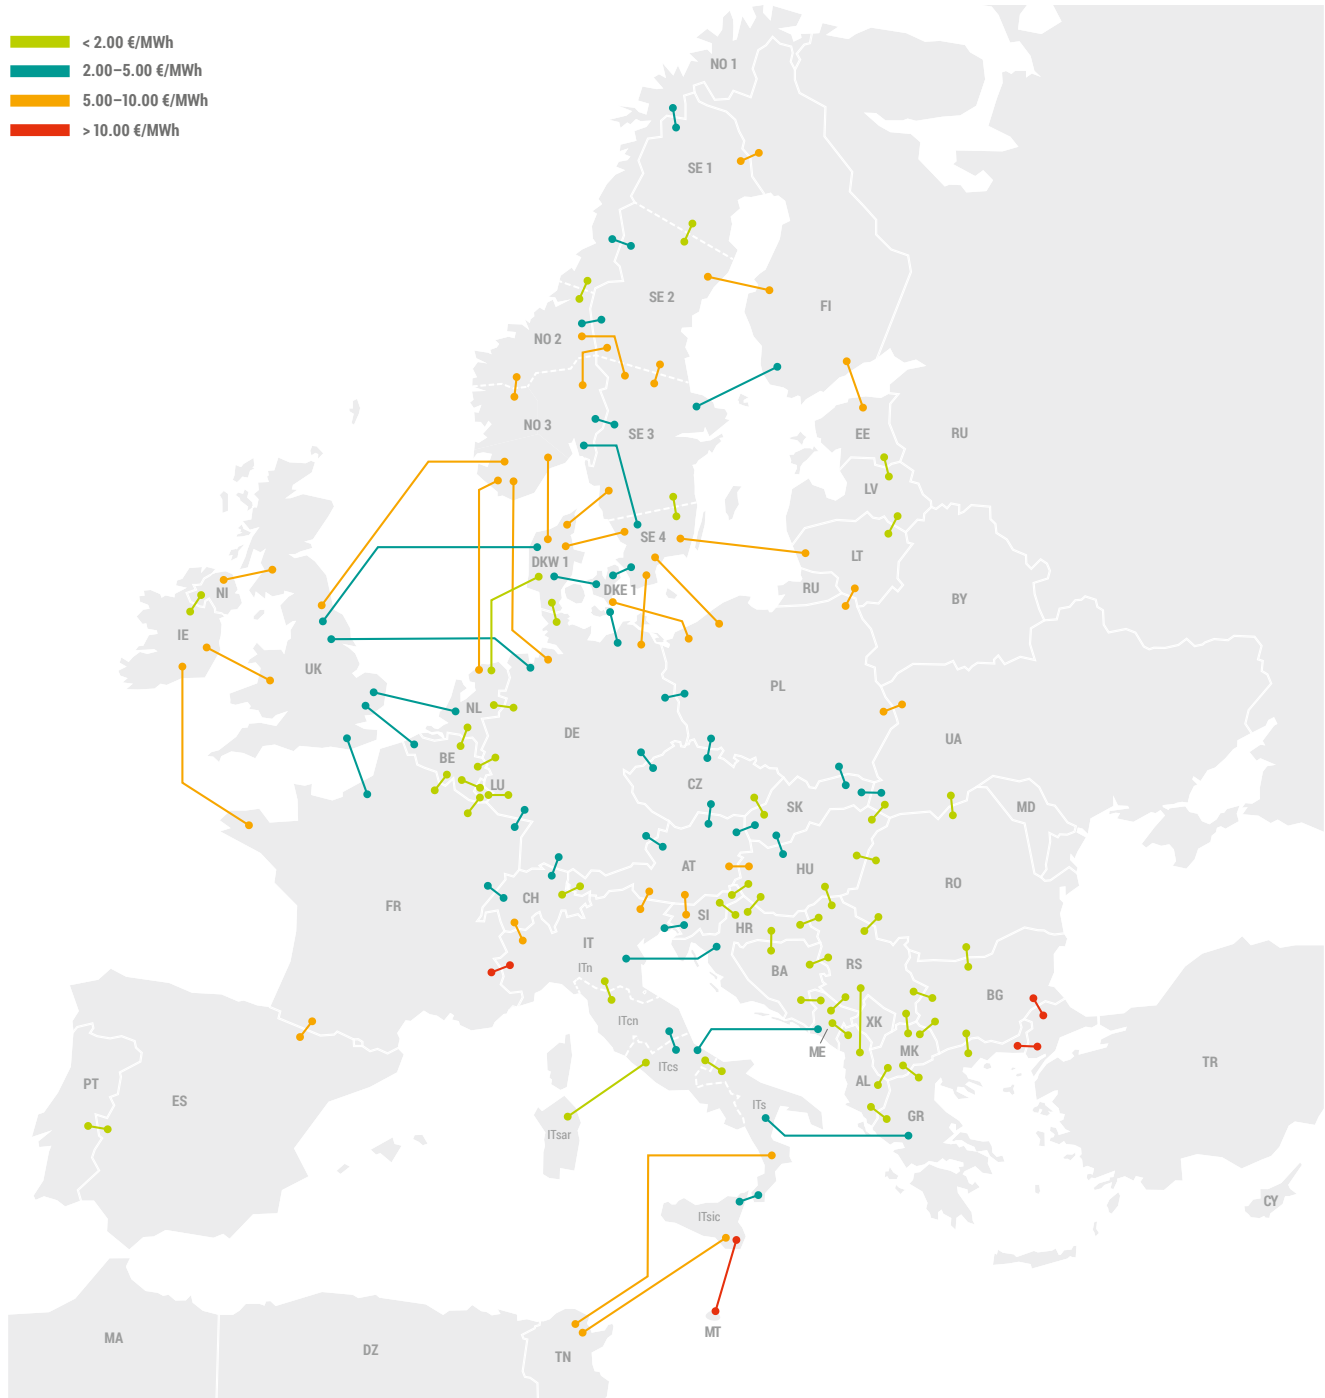 < 2.00 €/MWh
2.00–5.00 €/MWh
5.00–10.00 €/MWh
> 10.00 €/MWh
NO 1
SE 1
SE 2
FI
NO 2
NO 3
SE 3
EE
RU
LV
SE 4
LT
DKW 1
DKE 1
RU
BY
NI
IE
UK
PL
NL
DE
UA
BE
LU
CZ
SK
MD
AT
HU
RO
FR
CH
SI
HR
IT
ITn
BA
RS
BG
ITcn
XK
ME
MK
ITcs
TR
PT
ES
AL
ITs
GR
ITsar
CY
ITsic
MT
MA
DZ
TN